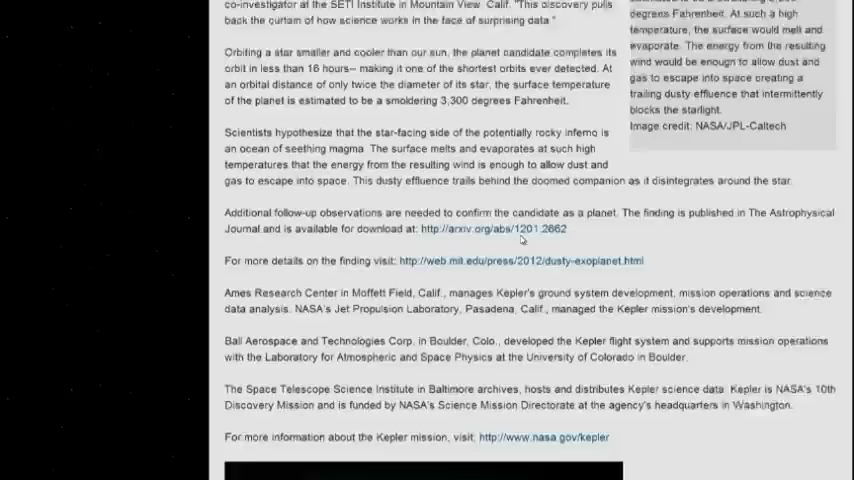 co-investigator at the SETI Institute in Mountain View, Calif. "This discovery pulls
back the curtain of how science works in the face of surprising data."
Orbiting a star smaller and cooler than our sun, the planet candidate completes its
orbit in less than 16 hours-- making it one of the shortest orbits ever detected. At
an orbital distance of only twice the diameter of its star, the surface temperature
of the planet is estimated to be a smoldering 3,300 degrees Fahrenheit.
Scientists hypothesize that the star-facing side of the potentially rocky inferno is
an ocean of seething magma. The surface melts and evaporates at such high
temperatures that the energy from the resulting wind is enough to allow dust and
gas to escape into space. This dusty effluence trails behind the doomed companion as it disintegrates around the star.
Additional follow-up observations are needed to confirm the candidate as a planet. The finding is published in The Astrophysical
Journal and is available for download at: http://arxiv.org/abs/1201.2662
For more details on the finding visit: http://web.mit.edu/press/2012/dusty-exoplanet.html
Ames Research Center in Moffett Field, Calif., manages Kepler's ground system development, mission operations and science
data analysis. NASA's Jet Propulsion Laboratory, Pasadena, Calif., managed the Kepler mission's development.
Ball Aerospace and Technologies Corp. in Boulder, Colo., developed the Kepler flight system and supports mission operations
with the Laboratory for Atmospheric and Space Physics at the University of Colorado in Boulder.
The Space Telescope Science Institute in Baltimore archives, hosts and distributes Kepler science data. Kepler is NASA's 10th
Discovery Mission and is funded by NASA's Science Mission Directorate at the agency's headquarters in Washington.
For more information about the Kepler mission, visit: http://www.nasa.gov/kepler
degrees Fahrenheit. At such a high
temperature, the surface would melt and
evaporate. The energy from the resulting
wind would be enough to allow dust and
gas to escape into space creating a
trailing dusty effluence that intermittently
blocks the starlight.
Image credit: NASA/JPL-Caltech